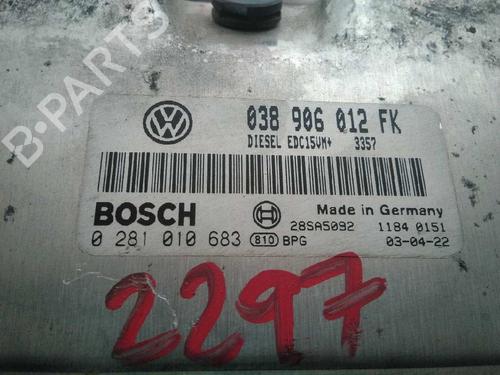 B-PARTS
038 906 012 FK
DIESEL EDC15VM+ 3357
BOSCH
Made in Germany
28SA5092 1184 0151
0 281 010 683 810 BPG 03-04-22
2297